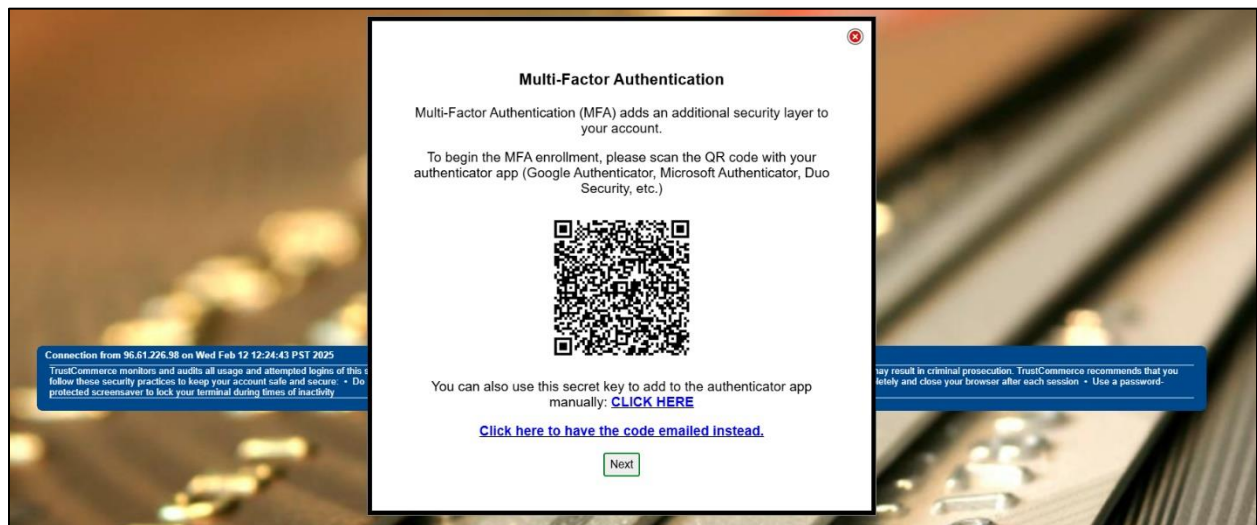 Multi-Factor Authentication
Multi-Factor Authentication (MFA) adds an additional security layer to
your account.
To begin the MFA enrollment, please scan the QR code with your
authenticator app (Google Authenticator, Microsoft Authenticator, Duo
Security, etc.)
Connection from 96.61.226.98 on Wed Feb 12 12:24:43 PST 2025
TrustCommerce monitors and audits all usage and attempted logins of this s
may result in criminal prosecution. TrustCommerce recommends that you
follow these security practices to keep your account safe and secure: • Do
letely and close your browser after each session • Use a password-
protected screensaver to lock your terminal during times of inactivity
You can also use this secret key to add to the authenticator app
manually: CLICK HERE
Click here to have the code emailed instead.
Next